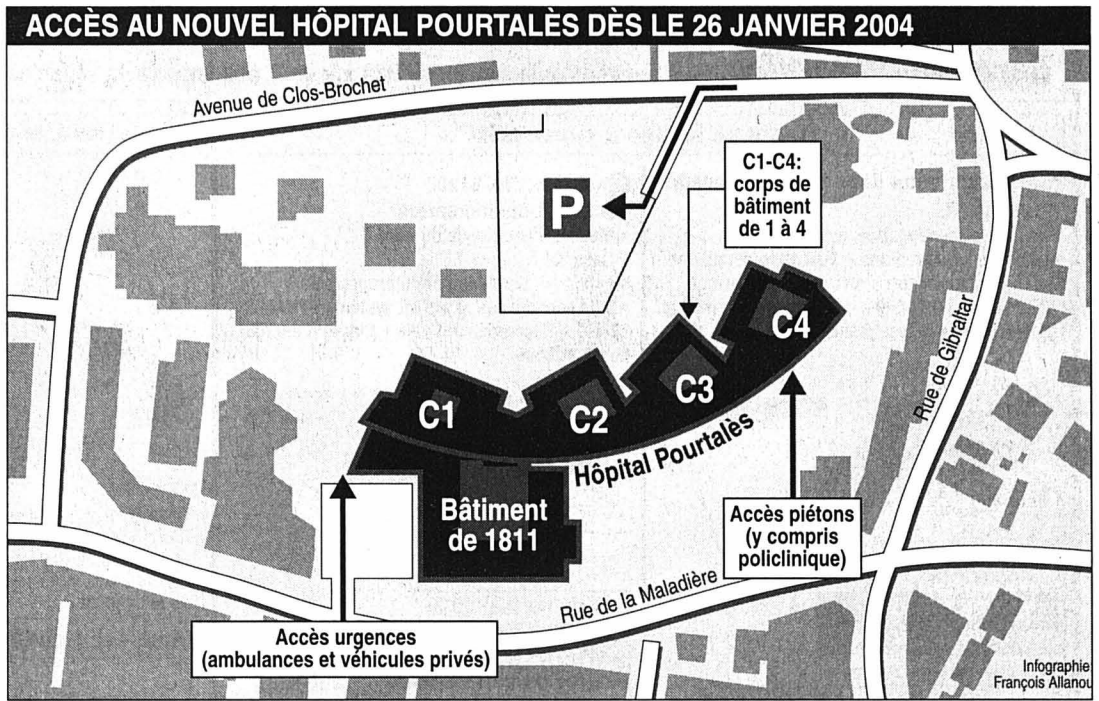 ACCÈS AU NOUVEL HÔPITAL POURTALÈS DÈS LE 26 JANVIER 2004
Avenue de Clos-Brochet
P
C1-C4:
corps de
bâtiment
de 1 à 4
C4
C3
C2
C1
Rue de Gibraltar
Hôpital Pourtalès
Bâtiment
de 1811
Accès piétons
(y compris
policlinique)
Rue de la Maladière
Accès urgences
(ambulances et véhicules privés)
Infographie
François Allanou